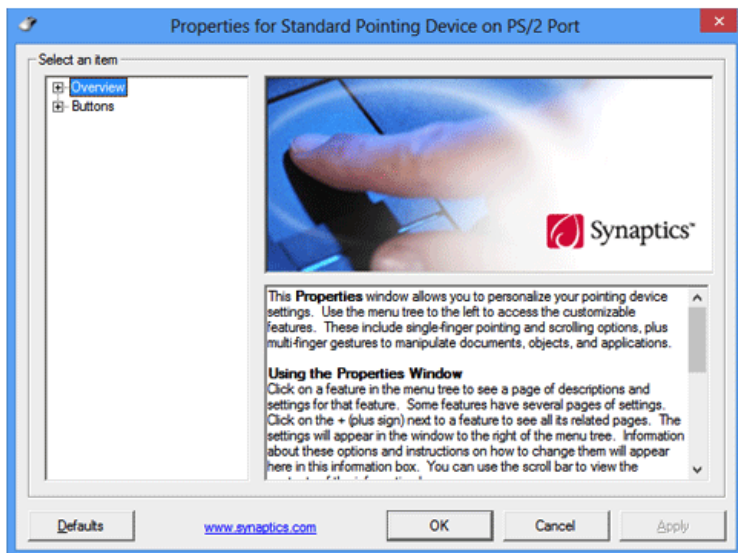 Properties for Standard Pointing Device on PS/2 Port
Select an item
Overview
Buttons
Synaptics™
This Properties window allows you to personalize your pointing device
settings. Use the menu tree to the left to access the customizable
features. These include single-finger pointing and scrolling options, plus
multi-finger gestures to manipulate documents, objects, and applications.
Using the Properties Window
Click on a feature in the menu tree to see a page of descriptions and
settings for that feature. Some features have several pages of settings.
Click on the + (plus sign) next to a feature to see all its related pages. The
settings will appear in the window to the right of the menu tree. Information
about these options and instructions on how to change them will appear
here in this information box. You can use the scroll bar to view the
Defaults
www.synaptics.com
OK
Cancel
Apply